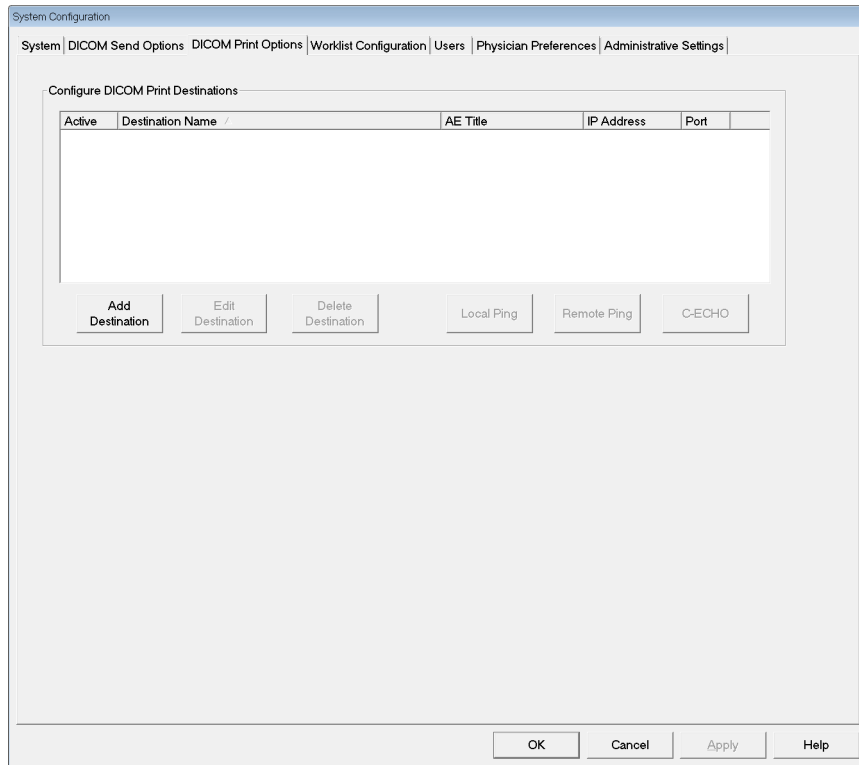 System Configuration
System DICOM Send Options DICOM Print Options Worklist Configuration Users Physician Preferences Administrative Settings
Configure DICOM Print Destinations
Active Destination Name AE Title IP Address Port
Add Destination Edit Destination Delete Destination Local Ping Remote Ping C-ECHO
OK Cancel Apply Help